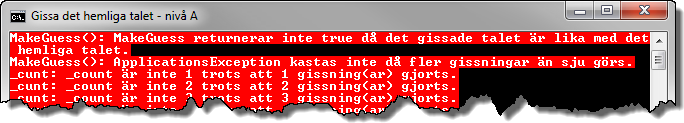 Gissa det hemliga talet - nivå A
MakeGuess(): MakeGuess returnerar inte true då det gissade talet är lika med det
hemliga talet.
MakeGuess(): ApplicationsException kastas inte då fler gissningar än sju görs.
_cunt: _count är inte 1 trots att 1 gissning(ar) gjorts.
_cunt: _count är inte 2 trots att 2 gissning(ar) gjorts.
_cunt: _count är inte 3 trots att 3 gissning(ar) gjorts.